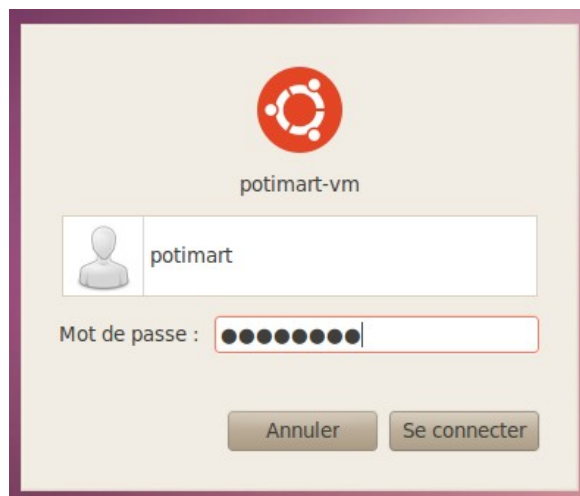 potimart-vm
potimart
Mot de passe : ●●●●●●●●
Annuler Se connecter